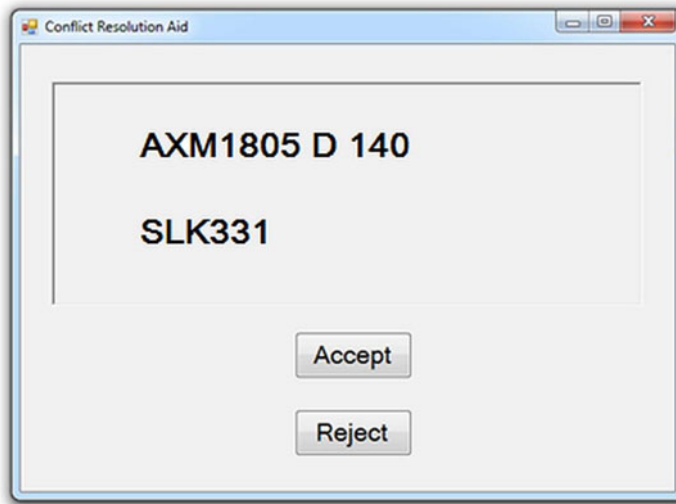 Conflict Resolution Aid
AXM1805 D 140
SLK331
Accept
Reject